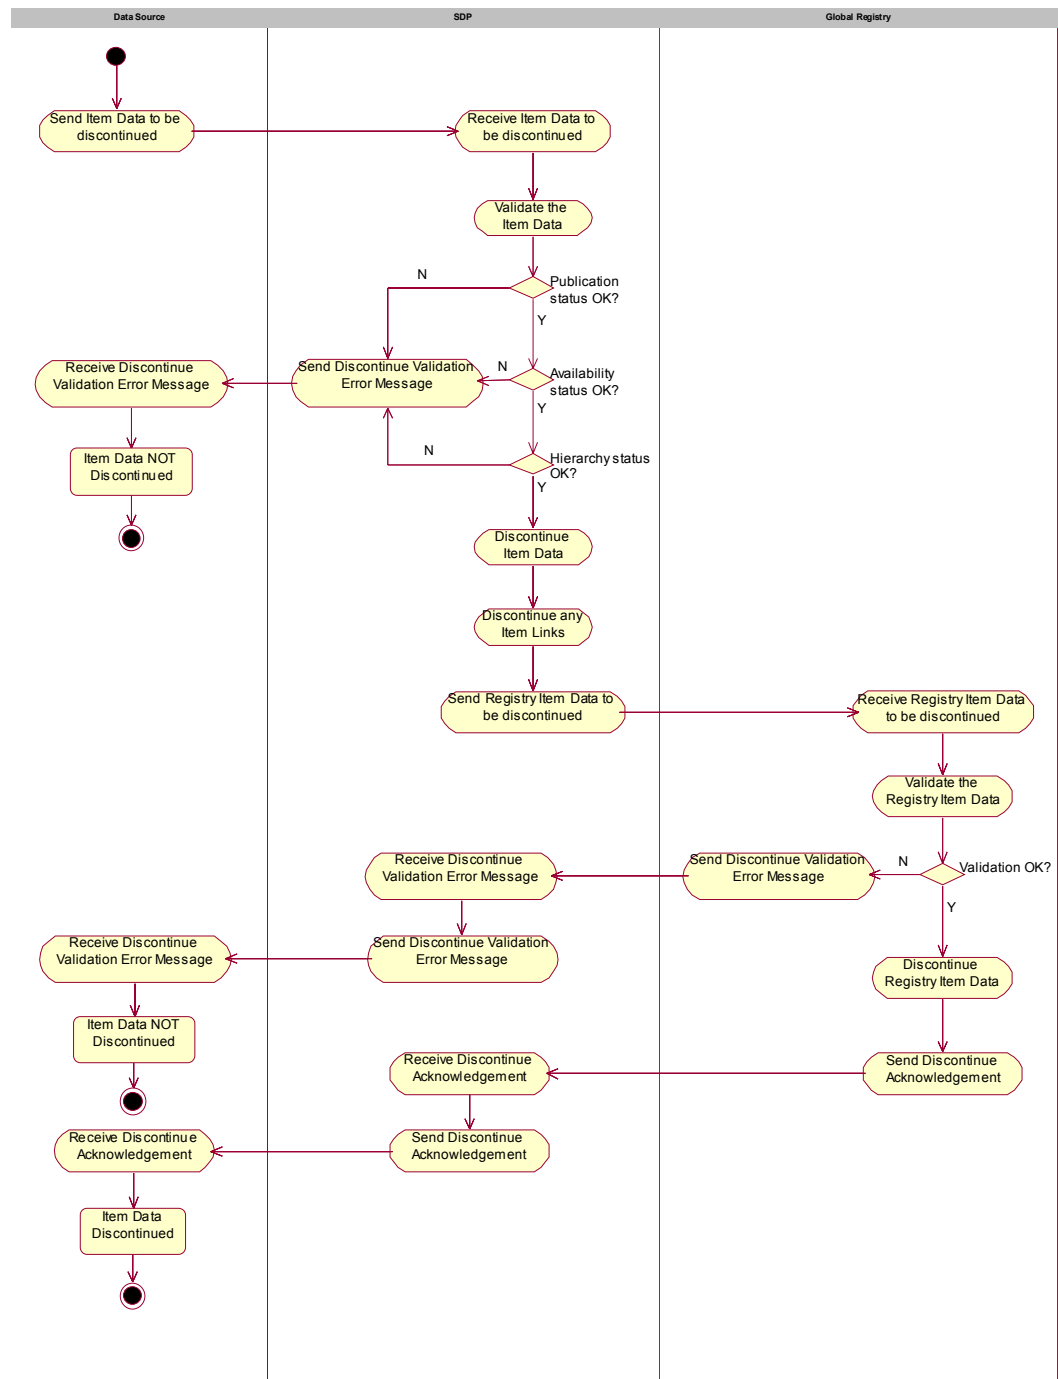 Data Source
SDP
Global Registry
Send Item Data to be
discontinued
Receive Item Data to
be discontinued
Validate the
Item Data
N
Publication
status OK?
Y
Receive Discontinue
Validation Error Message
Send Discontinue Validation
Error Message
N
Availability
status OK?
Y
Item Data NOT
Discontinued
N
Hierarchy status
OK?
Y
Discontinue
Item Data
Discontinue any
Item Links
Send Registry Item Data to
be discontinued
Receive Registry Item Data
to be discontinued
Validate the
Registry Item Data
Receive Discontinue
Validation Error Message
Send Discontinue Validation
Error Message
N
Validation OK?
Y
Receive Discontinue
Validation Error Message
Send Discontinue Validation
Error Message
Discontinue
Registry Item Data
Item Data NOT
Discontinued
Receive Discontinue
Acknowledgement
Send Discontinue
Acknowledgement
Receive Discontinue
Acknowledgement
Send Discontinue
Acknowledgement
Item Data
Discontinued